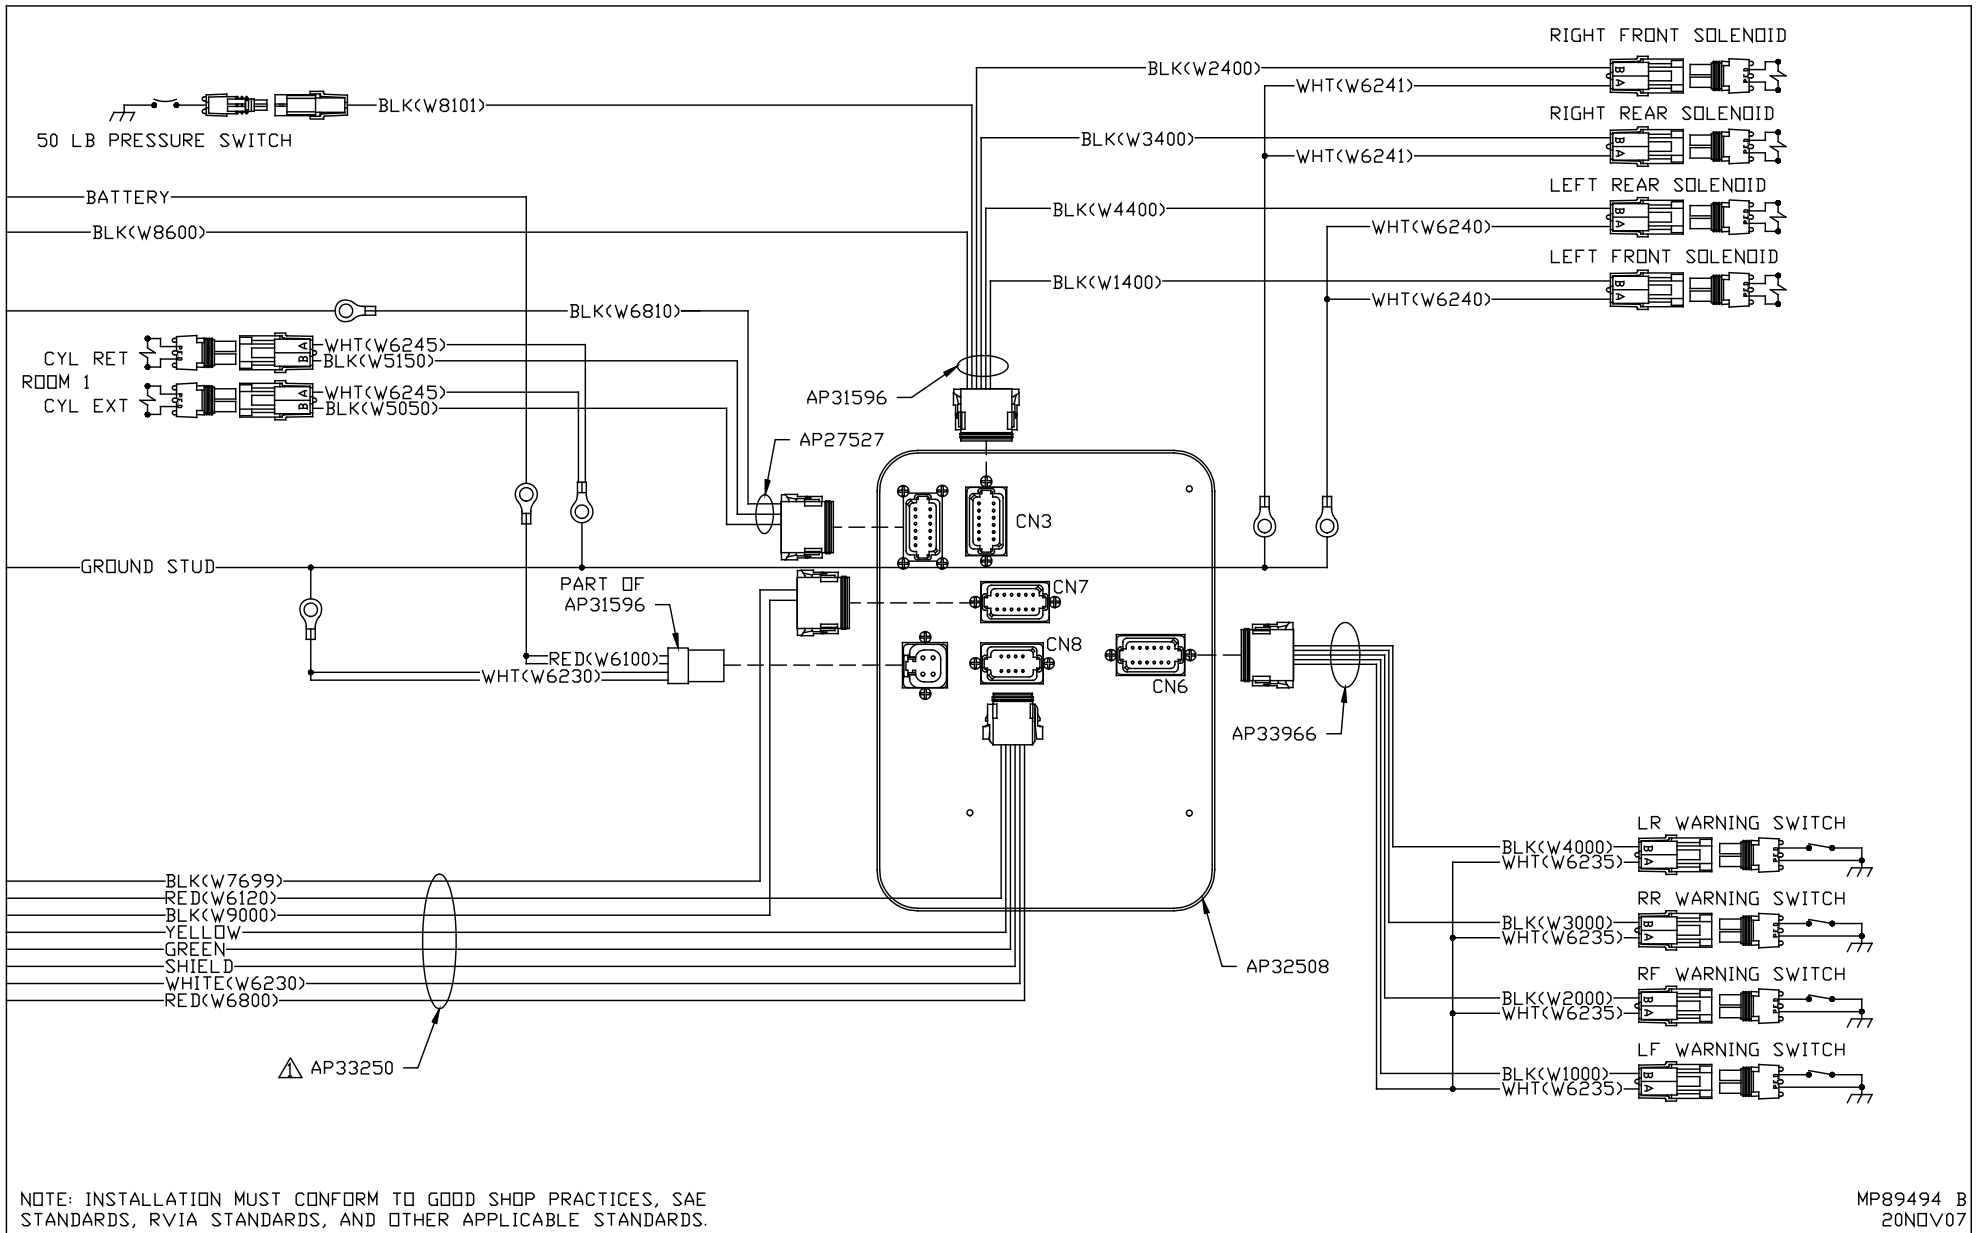 RIGHT FRONT SOLENOID
BLK(W2400)
WHT(W6241)
B
A
BLK(W8101)
50 LB PRESSURE SWITCH
RIGHT REAR SOLENOID
BLK(W3400)
WHT(W6241)
B
A
BATTERY
LEFT REAR SOLENOID
BLK(W4400)
BLK(W8600)
WHT(W6240)
B
A
LEFT FRONT SOLENOID
BLK(W1400)
WHT(W6240)
B
A
BLK(W6810)
CYL RET
A
B
WHT(W6245)
BLK(W5150)
ROOM 1
CYL EXT
A
B
WHT(W6245)
BLK(W5050)
AP31596
AP27527
CN3
GROUND STUD
PART OF
AP31596
CN7
CN8
RED(W6100)
WHT(W6230)
CN6
AP33966
LR WARNING SWITCH
BLK(W4000)
WHT(W6235)
B
A
BLK(W7699)
RED(W6120)
BLK(W9000)
YELLOW
GREEN
SHIELD
WHITE(W6230)
RED(W6800)
RR WARNING SWITCH
BLK(W3000)
WHT(W6235)
B
A
AP32508
RF WARNING SWITCH
BLK(W2000)
WHT(W6235)
B
A
1 AP33250
LF WARNING SWITCH
BLK(W1000)
WHT(W6235)
B
A
NOTE: INSTALLATION MUST CONFORM TO GOOD SHOP PRACTICES, SAE
STANDARDS, RVIA STANDARDS, AND OTHER APPLICABLE STANDARDS.
MP89494 B
20NOV07